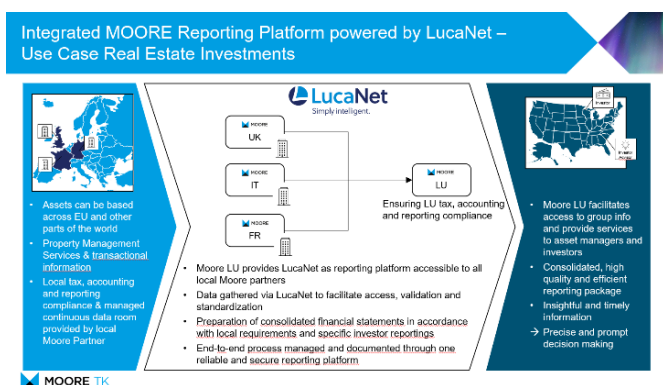 Integrated MOORE Reporting Platform powered by LucaNet –
Use Case Real Estate Investments
LucaNet
Simply intelligent.
MOORE
UK
MOORE
IT
MOORE
FR
MOORE
LU
Ensuring LU tax, accounting
and reporting compliance
• Assets can be based
across EU and other
parts of the world
• Property Management
Services & transactional
information
• Local tax, accounting
and reporting
compliance & managed
continuous data room
provided by local
Moore Partner
• Moore LU provides LucaNet as reporting platform accessible to all
local Moore partners
• Data gathered via LucaNet to facilitate access, validation and
standardization
• Preparation of consolidated financial statements in accordance
with local requirements and specific investor reportings
• End-to-end process managed and documented through one
reliable and secure reporting platform
Investor
• Moore LU facilitates
access to group info
and provide services
to asset managers and
investors
• Consolidated, high
quality and efficient
reporting package
• Insightful and timely
information
→ Precise and prompt
decision making
MOORE TK